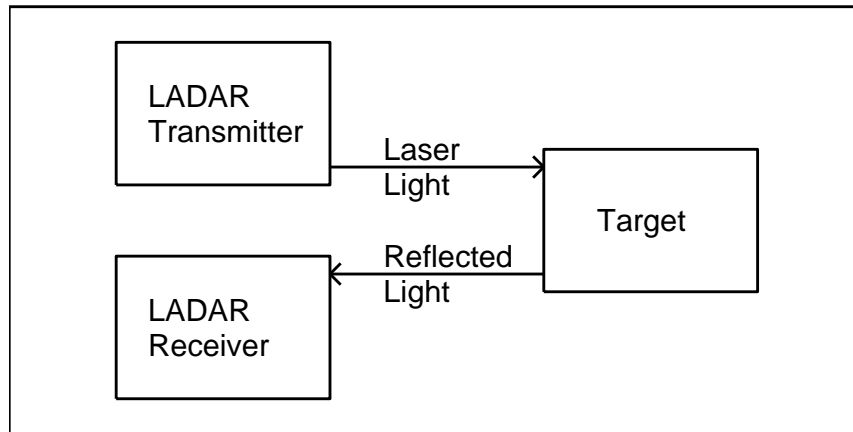 LADAR
Transmitter
Laser
Light
Target
Reflected
Light
LADAR
Receiver